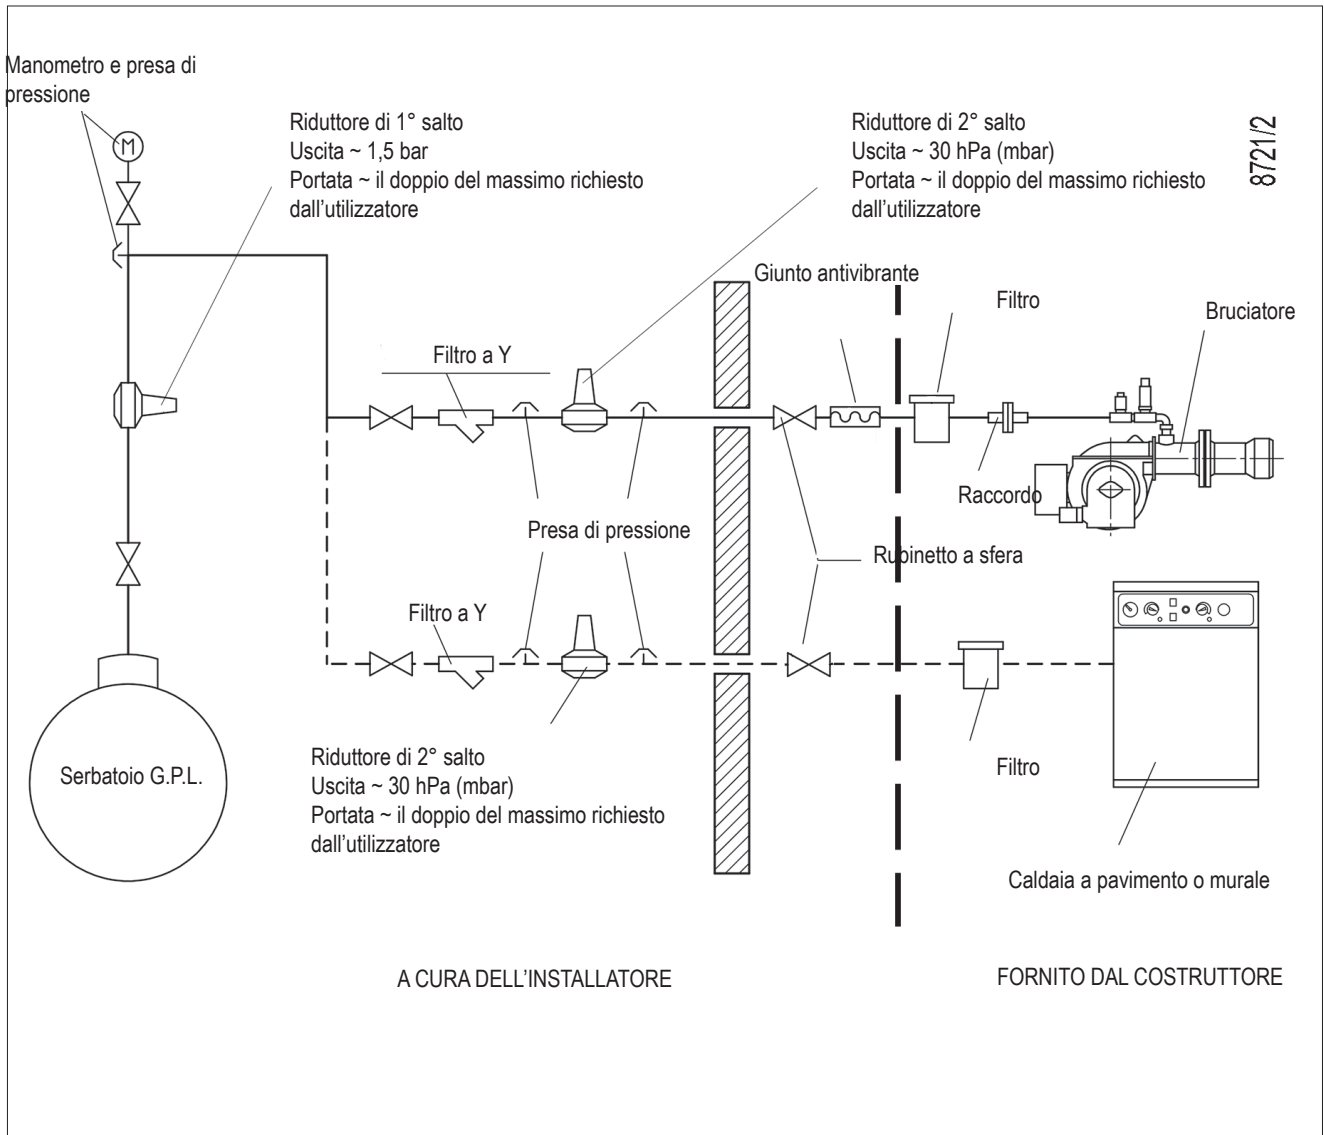 Manometro e presa di
pressione
M
Riduttore di 1° salto
Uscita ~ 1,5 bar
Portata ~ il doppio del massimo richiesto
dall'utilizzatore
Riduttore di 2° salto
Uscita ~ 30 hPa (mbar)
Portata ~ il doppio del massimo richiesto
dall'utilizzatore
8721/2
Giunto antivibrante
Filtro
Bruciatore
Filtro a Y
Raccordo
Presa di pressione
Rubinetto a sfera
Filtro a Y
Serbatoio G.P.L.
Riduttore di 2° salto
Uscita ~ 30 hPa (mbar)
Portata ~ il doppio del massimo richiesto
dall'utilizzatore
Filtro
Caldaia a pavimento o murale
A CURA DELL'INSTALLATORE
FORNITO DAL COSTRUTTORE